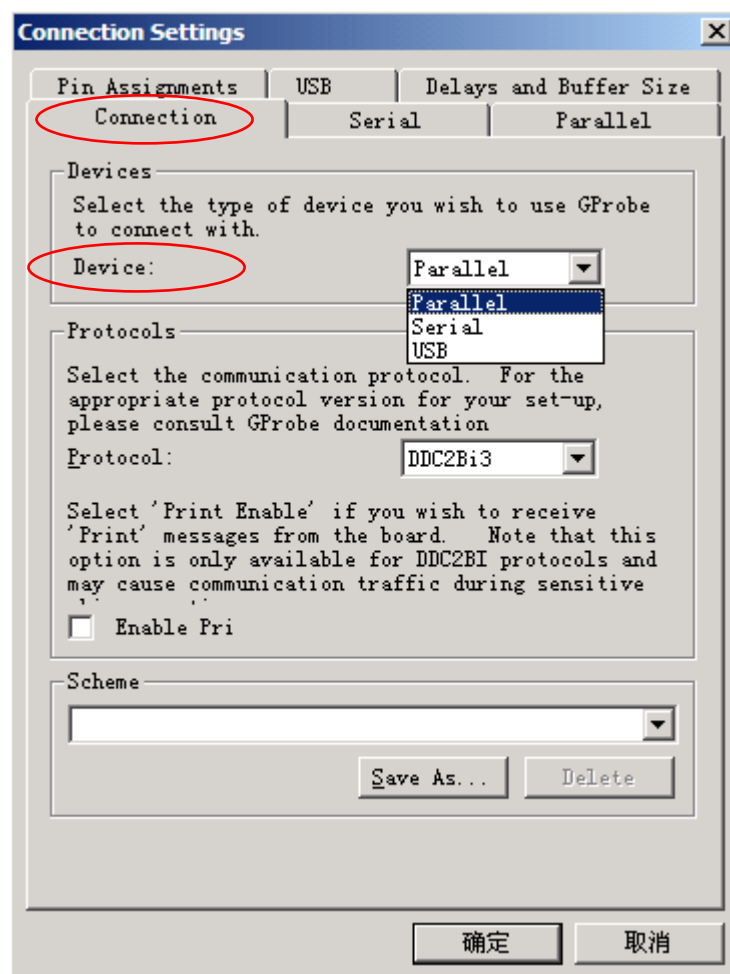 Connection Settings
Pin Assignments USB Delays and Buffer Size
Connection Serial Parallel
Devices
Select the type of device you wish to use GProbe
to connect with.
Device: Parallel
Parallel
Serial
USB
Protocols
Select the communication protocol. For the
appropriate protocol version for your set-up,
please consult GProbe documentation
Protocol: DDC2Bi3
Select 'Print Enable' if you wish to receive
'Print' messages from the board. Note that this
option is only available for DDC2BI protocols and
may cause communication traffic during sensitive
Enable Pri
Scheme
Save As... Delete
确定 取消